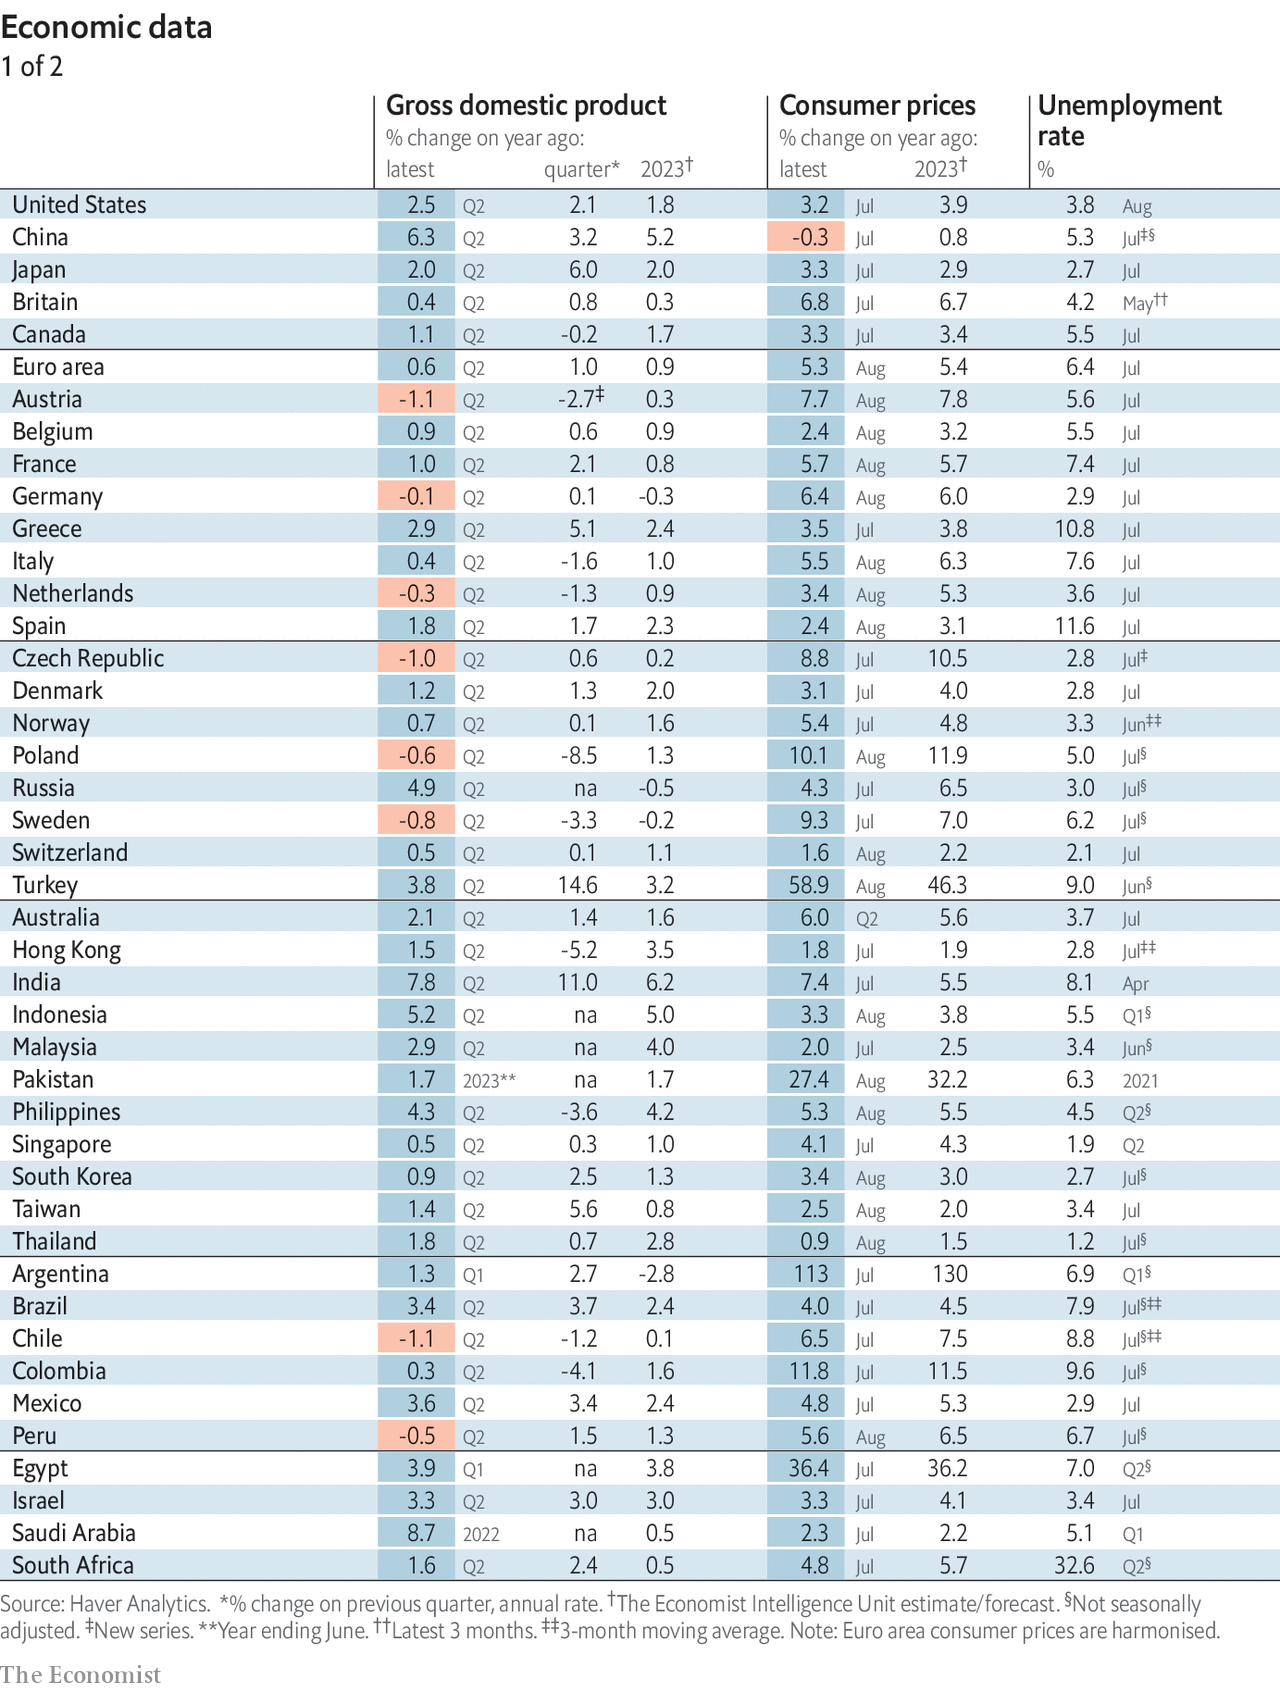 Economic data
1 of 2
Gross domestic product Consumer prices Unemployment
% change on year ago: % change on year ago: rate
latest quarter* 2023† latest 2023† %
United States 2.5 Q2 2.1 1.8 3.2 Jul 3.9 3.8 Aug
China 6.3 Q2 3.2 5.2 -0.3 Jul 0.8 5.3 Jul‡§
Japan 2.0 Q2 6.0 2.0 3.3 Jul 2.9 2.7 Jul
Britain 0.4 Q2 0.8 0.3 6.8 Jul 6.7 4.2 May††
Canada 1.1 Q2 -0.2 1.7 3.3 Jul 3.4 5.5 Jul
Euro area 0.6 Q2 1.0 0.9 5.3 Aug 5.4 6.4 Jul
Austria -1.1 Q2 -2.7‡ 0.3 7.7 Aug 7.8 5.6 Jul
Belgium 0.9 Q2 0.6 0.9 2.4 Aug 3.2 5.5 Jul
France 1.0 Q2 2.1 0.8 5.7 Aug 5.7 7.4 Jul
Germany -0.1 Q2 0.1 -0.3 6.4 Aug 6.0 2.9 Jul
Greece 2.9 Q2 5.1 2.4 3.5 Jul 3.8 10.8 Jul
Italy 0.4 Q2 -1.6 1.0 5.5 Aug 6.3 7.6 Jul
Netherlands -0.3 Q2 -1.3 0.9 3.4 Aug 5.3 3.6 Jul
Spain 1.8 Q2 1.7 2.3 2.4 Aug 3.1 11.6 Jul
Czech Republic -1.0 Q2 0.6 0.2 8.8 Jul 10.5 2.8 Jul‡
Denmark 1.2 Q2 1.3 2.0 3.1 Jul 4.0 2.8 Jul
Norway 0.7 Q2 0.1 1.6 5.4 Jul 4.8 3.3 Jun‡‡
Poland -0.6 Q2 -8.5 1.3 10.1 Aug 11.9 5.0 Jul§
Russia 4.9 Q2 na -0.5 4.3 Jul 6.5 3.0 Jul§
Sweden -0.8 Q2 -3.3 -0.2 9.3 Jul 7.0 6.2 Jul§
Switzerland 0.5 Q2 0.1 1.1 1.6 Aug 2.2 2.1 Jul
Turkey 3.8 Q2 14.6 3.2 58.9 Aug 46.3 9.0 Jun§
Australia 2.1 Q2 1.4 1.6 6.0 Q2 5.6 3.7 Jul
Hong Kong 1.5 Q2 -5.2 3.5 1.8 Jul 1.9 2.8 Jul‡‡
India 7.8 Q2 11.0 6.2 7.4 Jul 5.5 8.1 Apr
Indonesia 5.2 Q2 na 5.0 3.3 Aug 3.8 5.5 Q1§
Malaysia 2.9 Q2 na 4.0 2.0 Jul 2.5 3.4 Jun§
Pakistan 1.7 2023** na 1.7 27.4 Aug 32.2 6.3 2021
Philippines 4.3 Q2 -3.6 4.2 5.3 Aug 5.5 4.5 Q2§
Singapore 0.5 Q2 0.3 1.0 4.1 Jul 4.3 1.9 Q2
South Korea 0.9 Q2 2.5 1.3 3.4 Aug 3.0 2.7 Jul§
Taiwan 1.4 Q2 5.6 0.8 2.5 Aug 2.0 3.4 Jul
Thailand 1.8 Q2 0.7 2.8 0.9 Aug 1.5 1.2 Jul§
Argentina 1.3 Q1 2.7 -2.8 113 Jul 130 6.9 Q1§
Brazil 3.4 Q2 3.7 2.4 4.0 Jul 4.5 7.9 Jul§‡‡
Chile -1.1 Q2 -1.2 0.1 6.5 Jul 7.5 8.8 Jul§‡‡
Colombia 0.3 Q2 -4.1 1.6 11.8 Jul 11.5 9.6 Jul§
Mexico 3.6 Q2 3.4 2.4 4.8 Jul 5.3 2.9 Jul
Peru -0.5 Q2 1.5 1.3 5.6 Aug 6.5 6.7 Jul§
Egypt 3.9 Q1 na 3.8 36.4 Jul 36.2 7.0 Q2§
Israel 3.3 Q2 3.0 3.0 3.3 Jul 4.1 3.4 Jul
Saudi Arabia 8.7 2022 na 0.5 2.3 Jul 2.2 5.1 Q1
South Africa 1.6 Q2 2.4 0.5 4.8 Jul 5.7 32.6 Q2§
Source: Haver Analytics. *% change on previous quarter, annual rate. †The Economist Intelligence Unit estimate/forecast. §Not seasonally
adjusted. ‡New series. **Year ending June. ††Latest 3 months. ‡‡3-month moving average. Note: Euro area consumer prices are harmonised.
The Economist